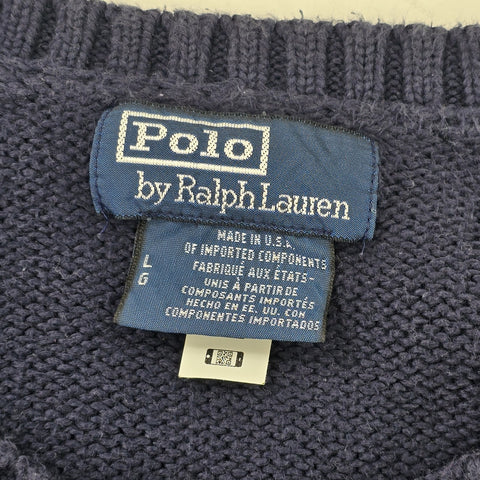 Polo
by Ralph Lauren
L
G
MADE IN U.S.A.
OF IMPORTED COMPONENTS
FABRIQUÉ AUX ÉTATS-
UNIS À PARTIR DE
COMPOSANTS IMPORTÉS
HECHO EN EE. UU. CON
COMPONENTES IMPORTADOS